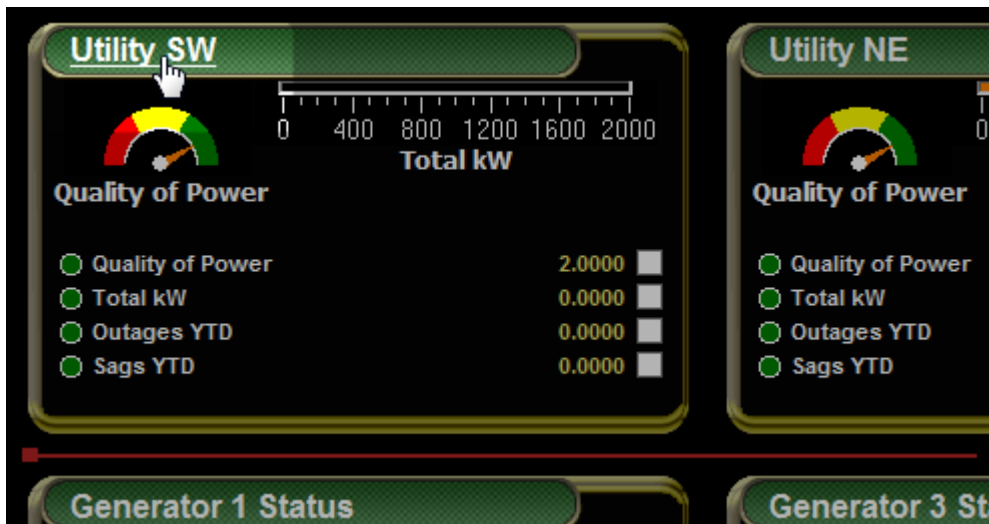 Utility SW
0 400 800 1200 1600 2000
Total kW
Quality of Power
Quality of Power 2.0000
Total kW 0.0000
Outages YTD 0.0000
Sags YTD 0.0000
Utility NE
0
Quality of Power
Quality of Power
Total kW
Outages YTD
Sags YTD
Generator 1 Status
Generator 3 St